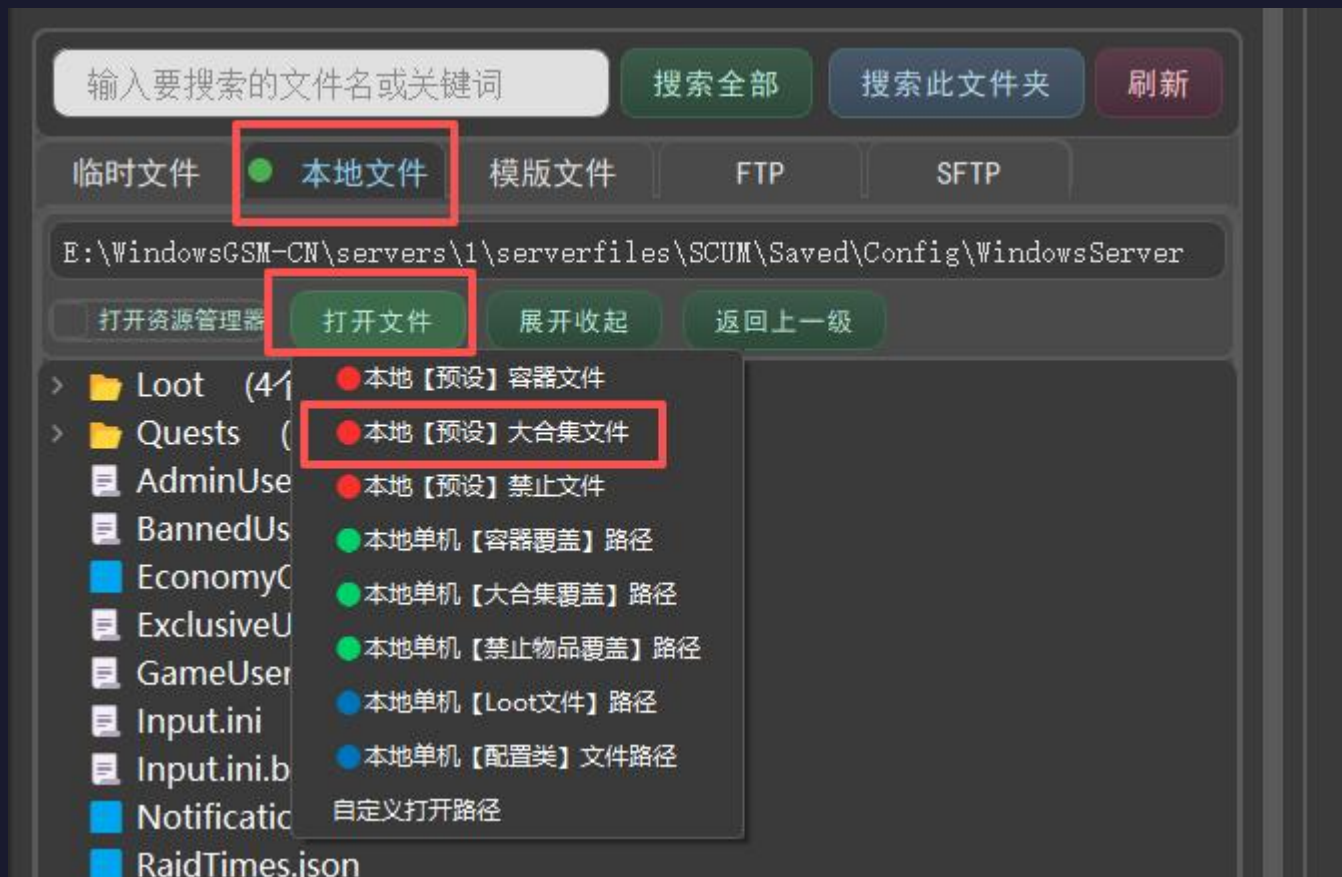 输入要搜索的文件名或关键词 搜索全部 搜索此文件夹 刷新
临时文件 本地文件 模版文件 FTP SFTP
E:\WindowsGSM-CN\servers\1\serverfiles\SCUM\Saved\Config\WindowsServer
打开资源管理器 打开文件 展开收起 返回上一级
Loot (4个
Quests (
AdminUse
BannedUs
EconomyC
ExclusiveU
GameUser
Input.ini
Input.ini.b
Notificatic
RaidTimes.json
本地【预设】容器文件
本地【预设】大合集文件
本地【预设】禁止文件
本地单机【容器覆盖】路径
本地单机【大合集覆盖】路径
本地单机【禁止物品覆盖】路径
本地单机【Loot文件】路径
本地单机【配置类】文件路径
自定义打开路径